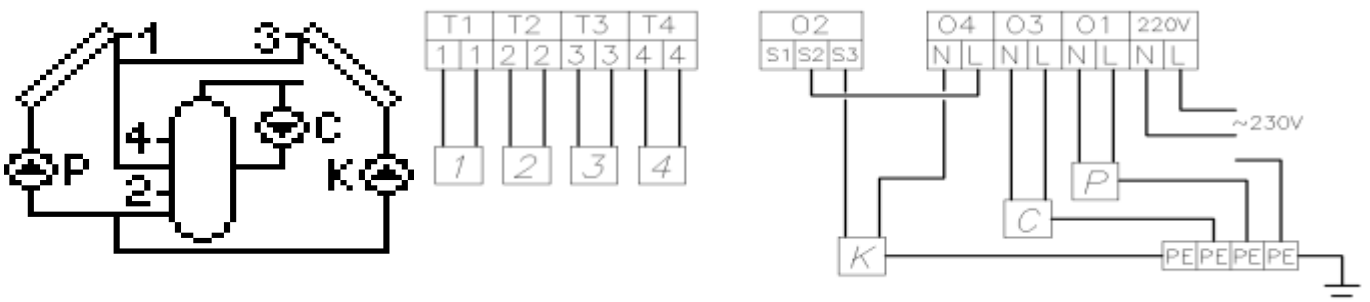 1 3
4 C
P K
2
T1 T2 T3 T4
1 1 2 2 3 3 4 4
1 2 3 4
O2 O4 O3 O1 220V
S1 S2 S3 N L N L N L N L
~230V
P
C
K
PE PE PE PE